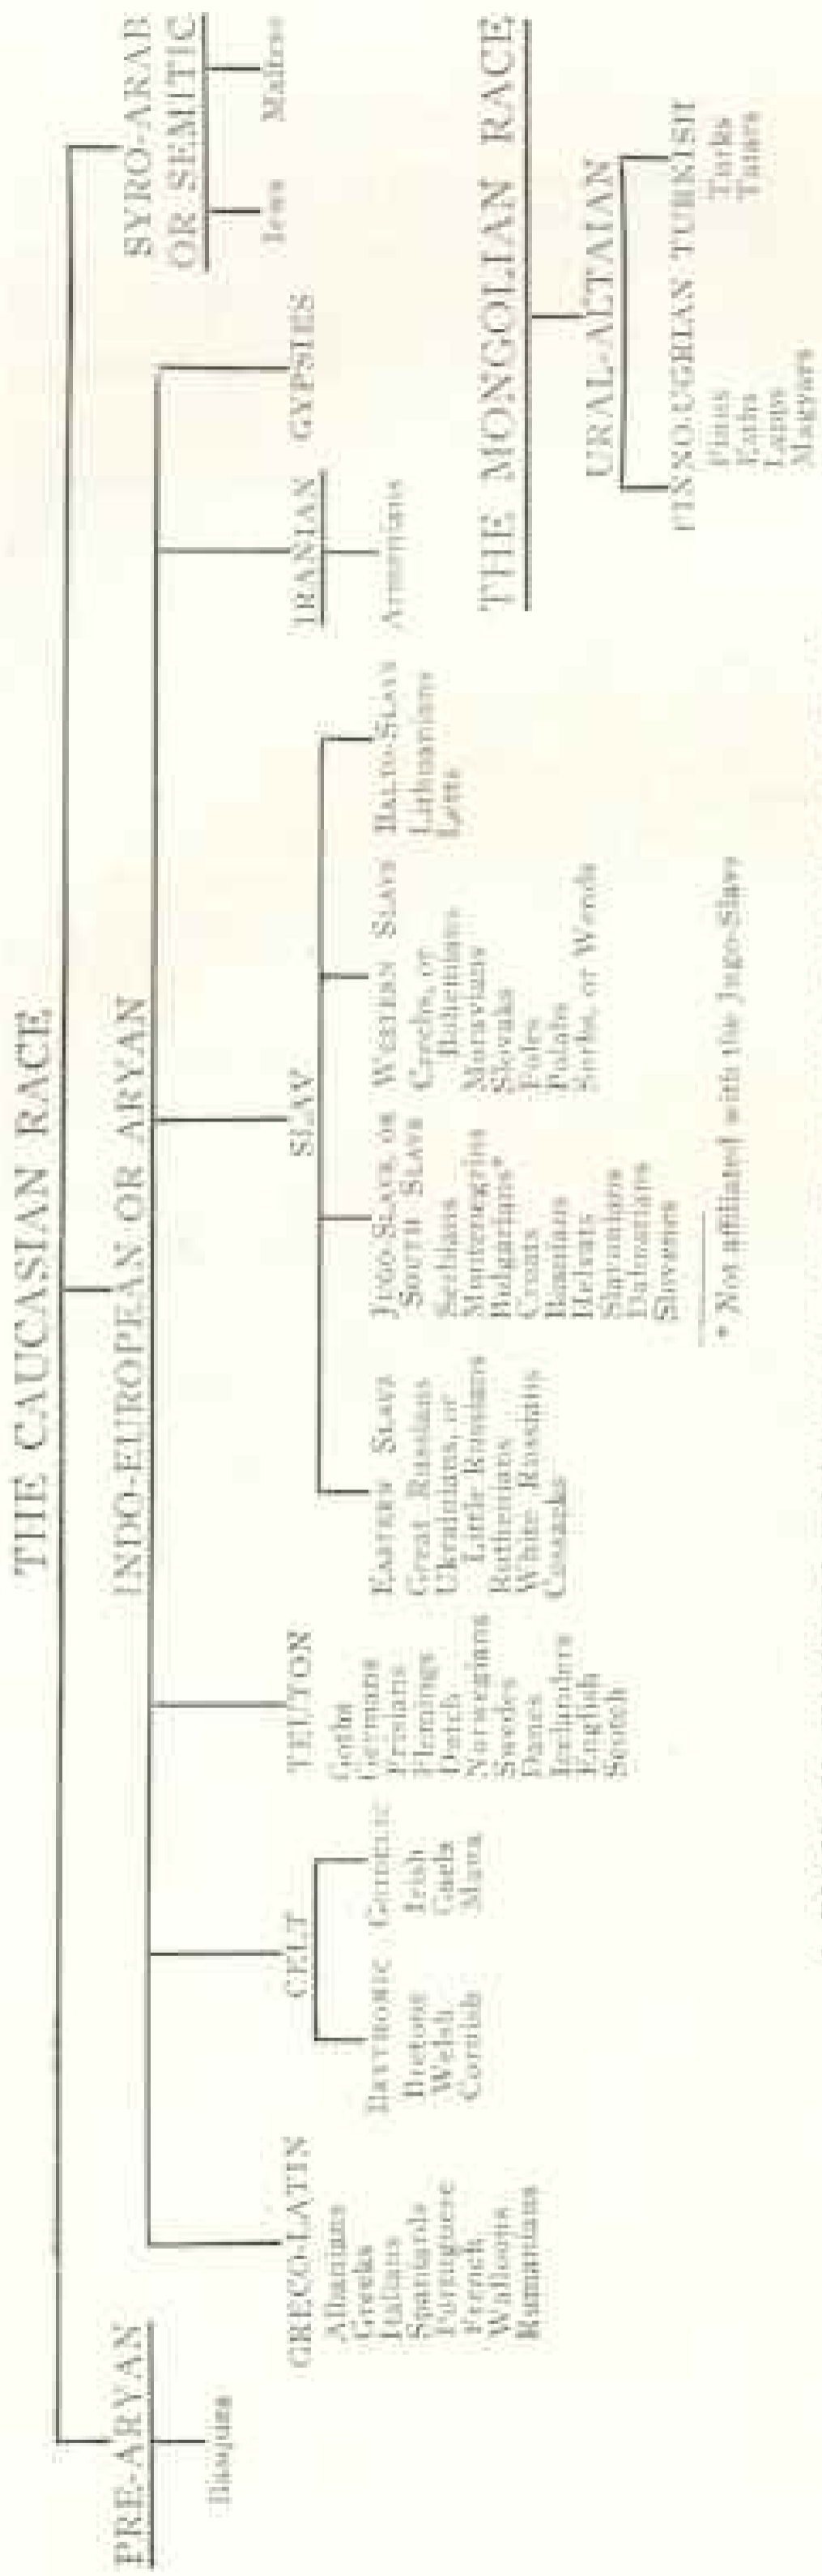 THE CAUCASIAN RACE
PRE-ARYAN
Basques
INDO-EUROPEAN OR ARYAN
SYRO-ARAB
OR SEMITIC
Jews
Maltese
GRECO-LATIN
Albanians
Greeks
Italians
Spaniards
Portuguese
French
Walloons
Rumanians
CELT
BRYTHONIC
Bretons
Welsh
Cornish
GOIDELIC
Irish
Gaels
Manx
TEUTON
Goths
Germans
Frisians
Flemings
Dutch
Norwegians
Swedes
Danes
Icelanders
English
Scotch
SLAV
EASTERN SLAVS
Great Russians
Ukrainians, or
Little Russians
Ruthenians
White Russians
Cossacks
JUGO-SLAVS, OR
SOUTH SLAVS
Serbians
Montenegrins
Bulgarians*
Croats
Bosnians
Slavonians
Dalmatians
Slovenes
WESTERN SLAVS
Czechs, or
Bohemians
Moravians
Slovaks
Poles
Polabs
Sorbs, or Wends
BALTO-SLAVS
Lithuanians
Letts
IRANIAN
Armenians
GYPSIES
* Not affiliated with the Jugo-Slavs
THE MONGOLIAN RACE
URAL-ALTAIAN
FINNO-UGRIAN
Finns
Esths
Lapps
Magyars
TURKISH
Turks
Tatars